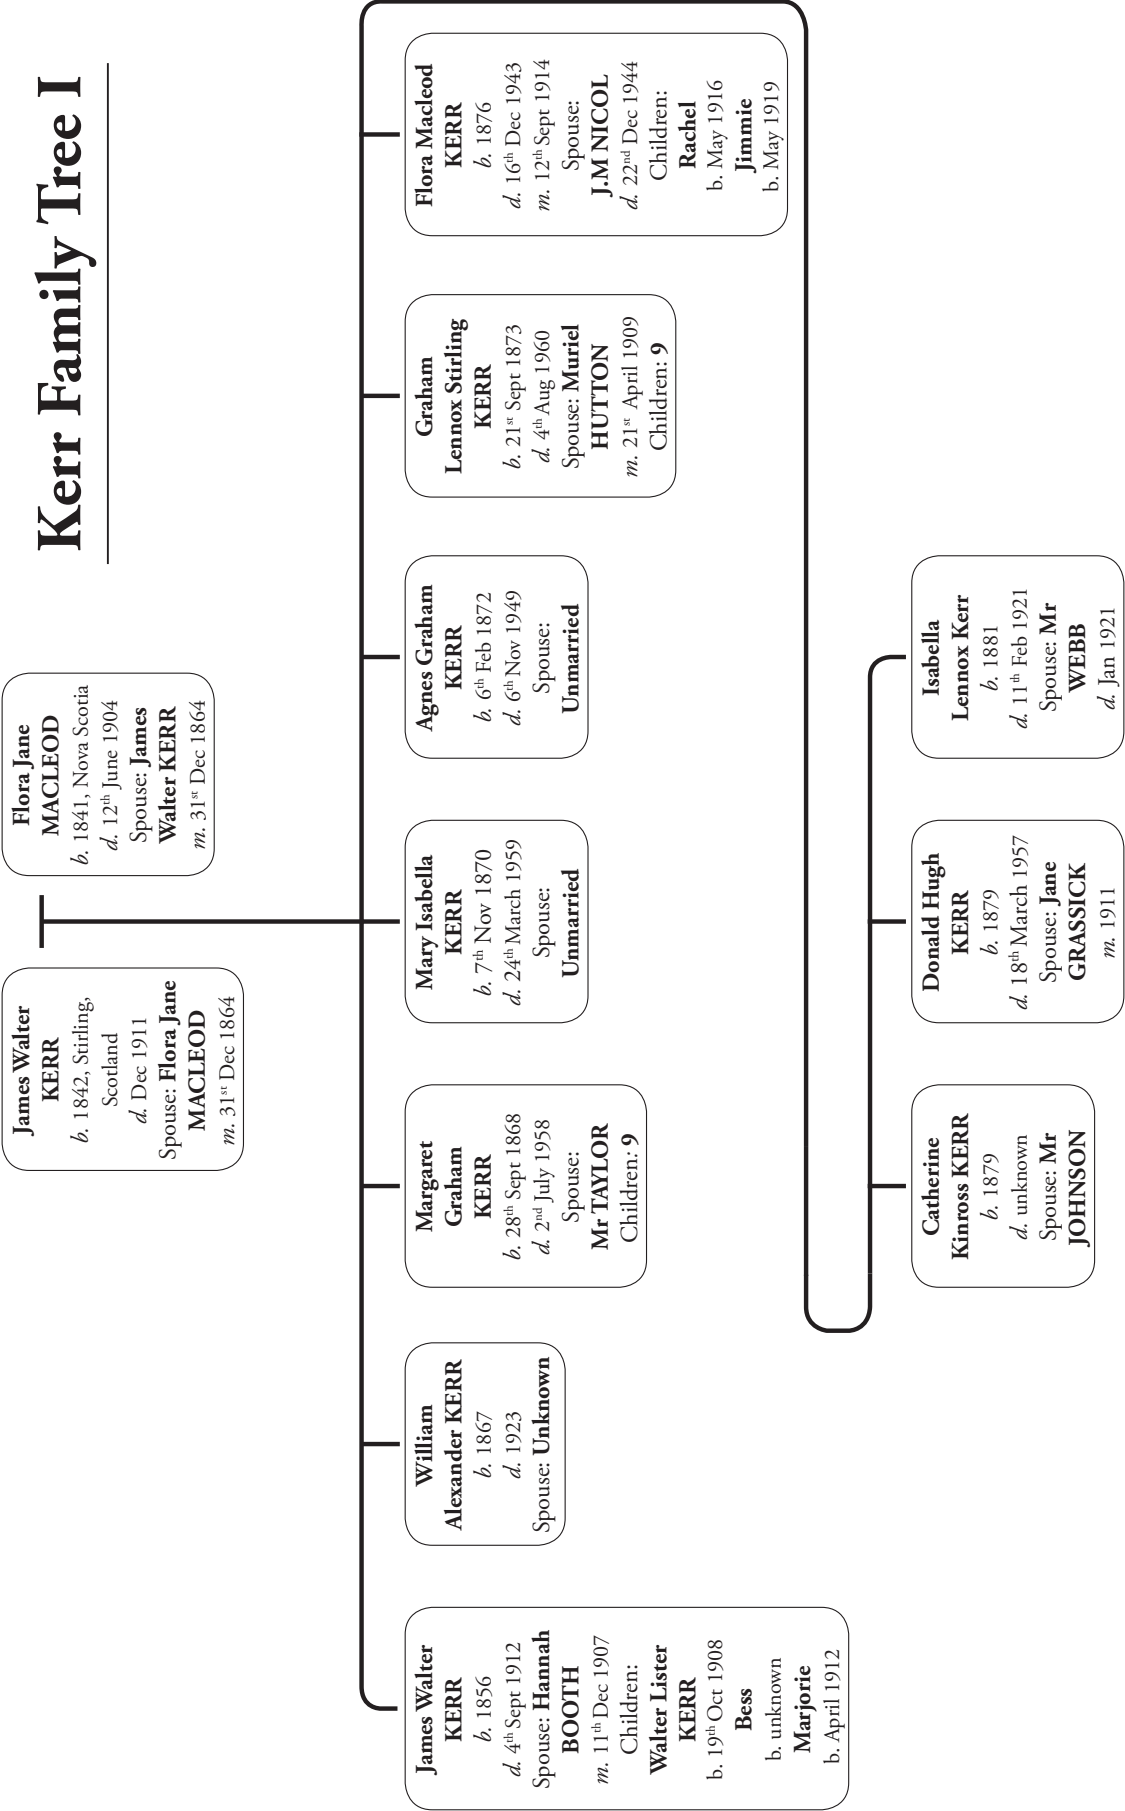 Kerr Family Tree I
James Walter
KERR
b. 1842, Stirling,
Scotland
d. Dec 1911
Spouse: Flora Jane
MACLEOD
m. 31st Dec 1864
Flora Jane
MACLEOD
b. 1841, Nova Scotia
d. 12th June 1904
Spouse: James
Walter KERR
m. 31st Dec 1864
James Walter
KERR
b. 1856
d. 4th Sept 1912
Spouse: Hannah
BOOTH
m. 11th Dec 1907
Children:
Walter Lister
KERR
b. 19th Oct 1908
Bess
b. unknown
Marjorie
b. April 1912
William
Alexander KERR
b. 1867
d. 1923
Spouse: Unknown
Margaret
Graham
KERR
b. 28th Sept 1868
d. 2nd July 1958
Spouse:
Mr TAYLOR
Children: 9
Mary Isabella
KERR
b. 7th Nov 1870
d. 24th March 1959
Spouse:
Unmarried
Agnes Graham
KERR
b. 6th Feb 1872
d. 6th Nov 1949
Spouse:
Unmarried
Graham
Lennox Stirling
KERR
b. 21st Sept 1873
d. 4th Aug 1960
Spouse: Muriel
HUTTON
m. 21st April 1909
Children: 9
Flora Macleod
KERR
b. 1876
d. 16th Dec 1943
m. 12th Sept 1914
Spouse:
J.M NICOL
d. 22nd Dec 1944
Children:
Rachel
b. May 1916
Jimmie
b. May 1919
Catherine
Kinross KERR
b. 1879
d. unknown
Spouse: Mr
JOHNSON
Donald Hugh
KERR
b. 1879
d. 18th March 1957
Spouse: Jane
GRASSICK
m. 1911
Isabella
Lennox Kerr
b. 1881
d. 11th Feb 1921
Spouse: Mr
WEBB
d. Jan 1921